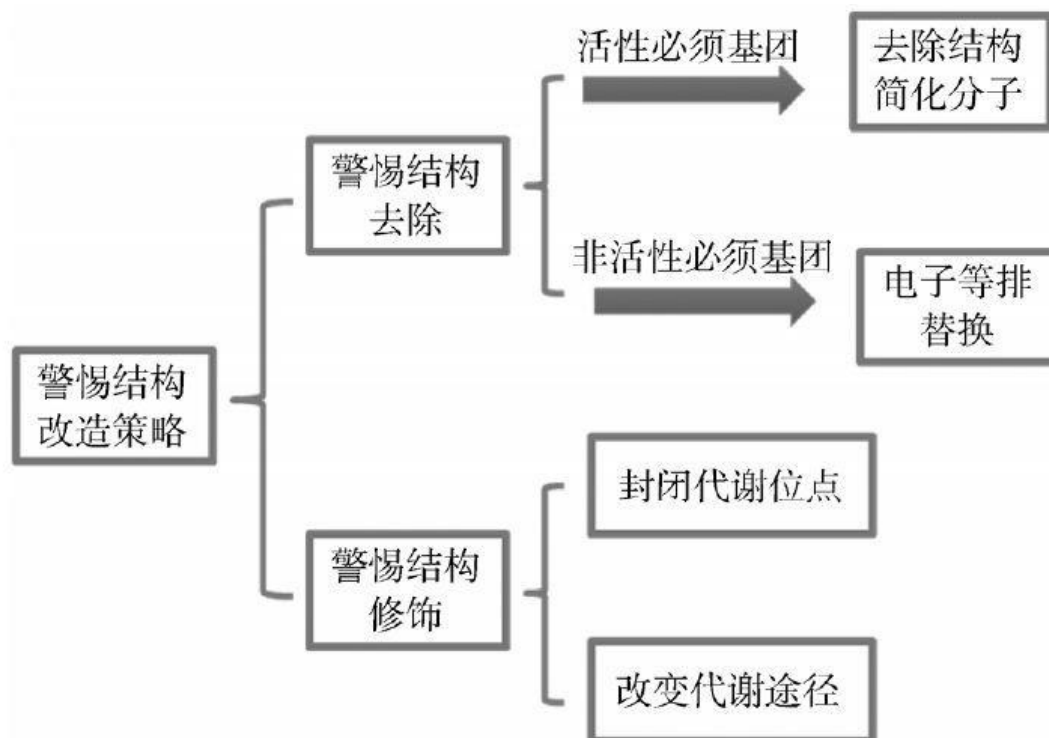 活性必须基团
去除结构
简化分子
警惕结构
去除
非活性必须基团
电子等排
替换
警惕结构
改造策略
封闭代谢位点
警惕结构
修饰
改变代谢途径